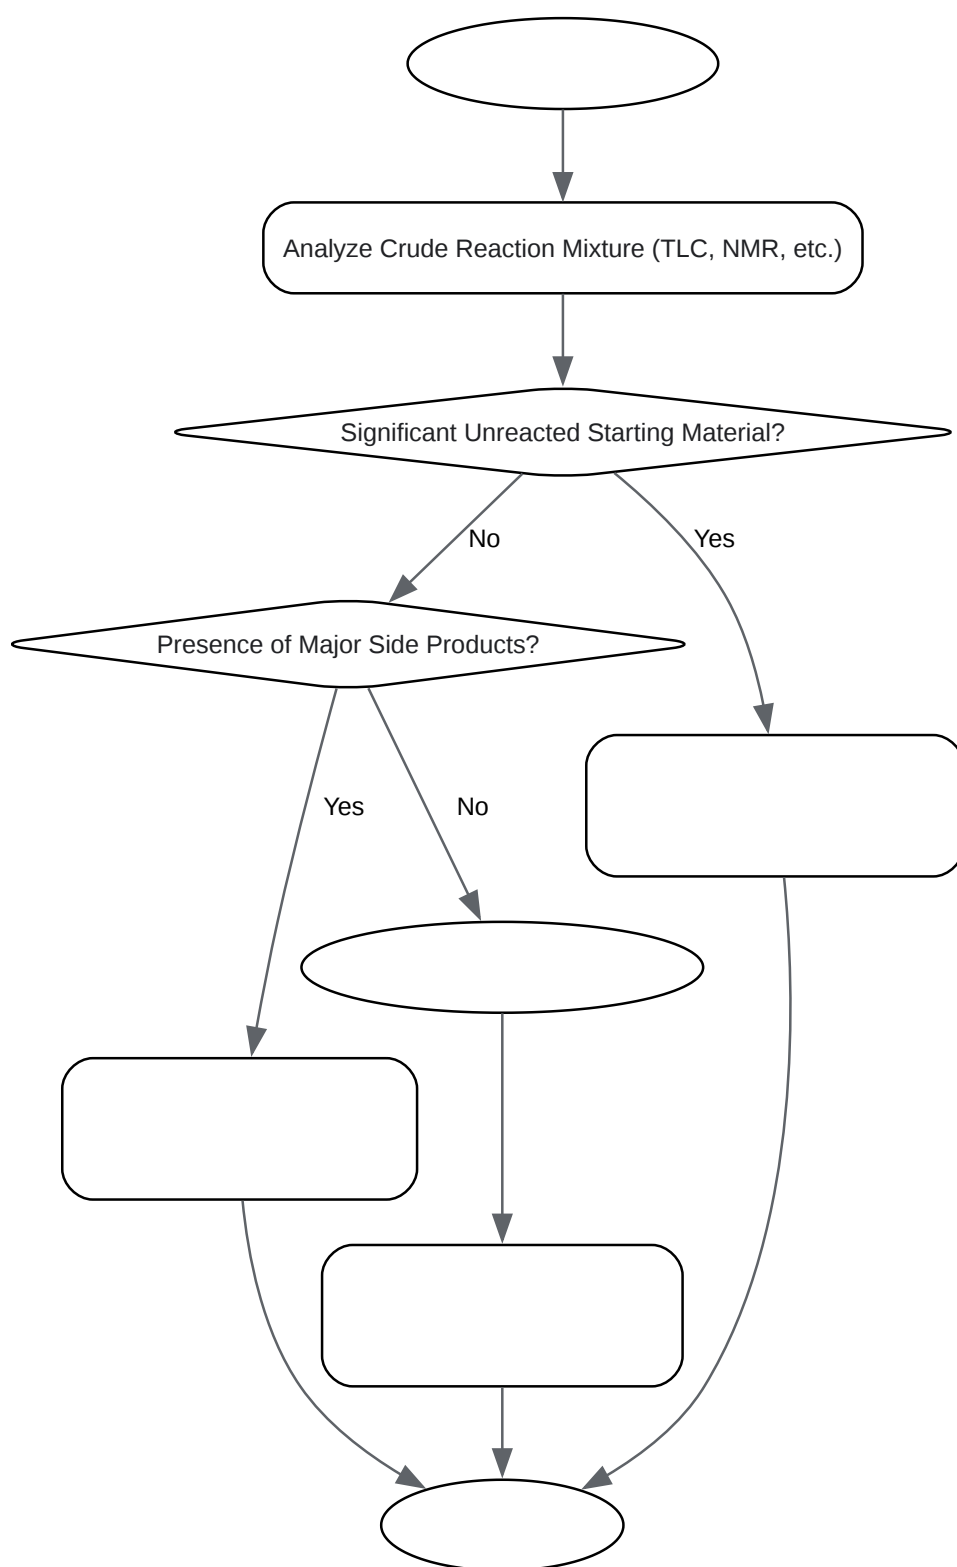 Analyze Crude Reaction Mixture (TLC, NMR, etc.)
Significant Unreacted Starting Material?
No
Yes
Presence of Major Side Products?
Yes
No